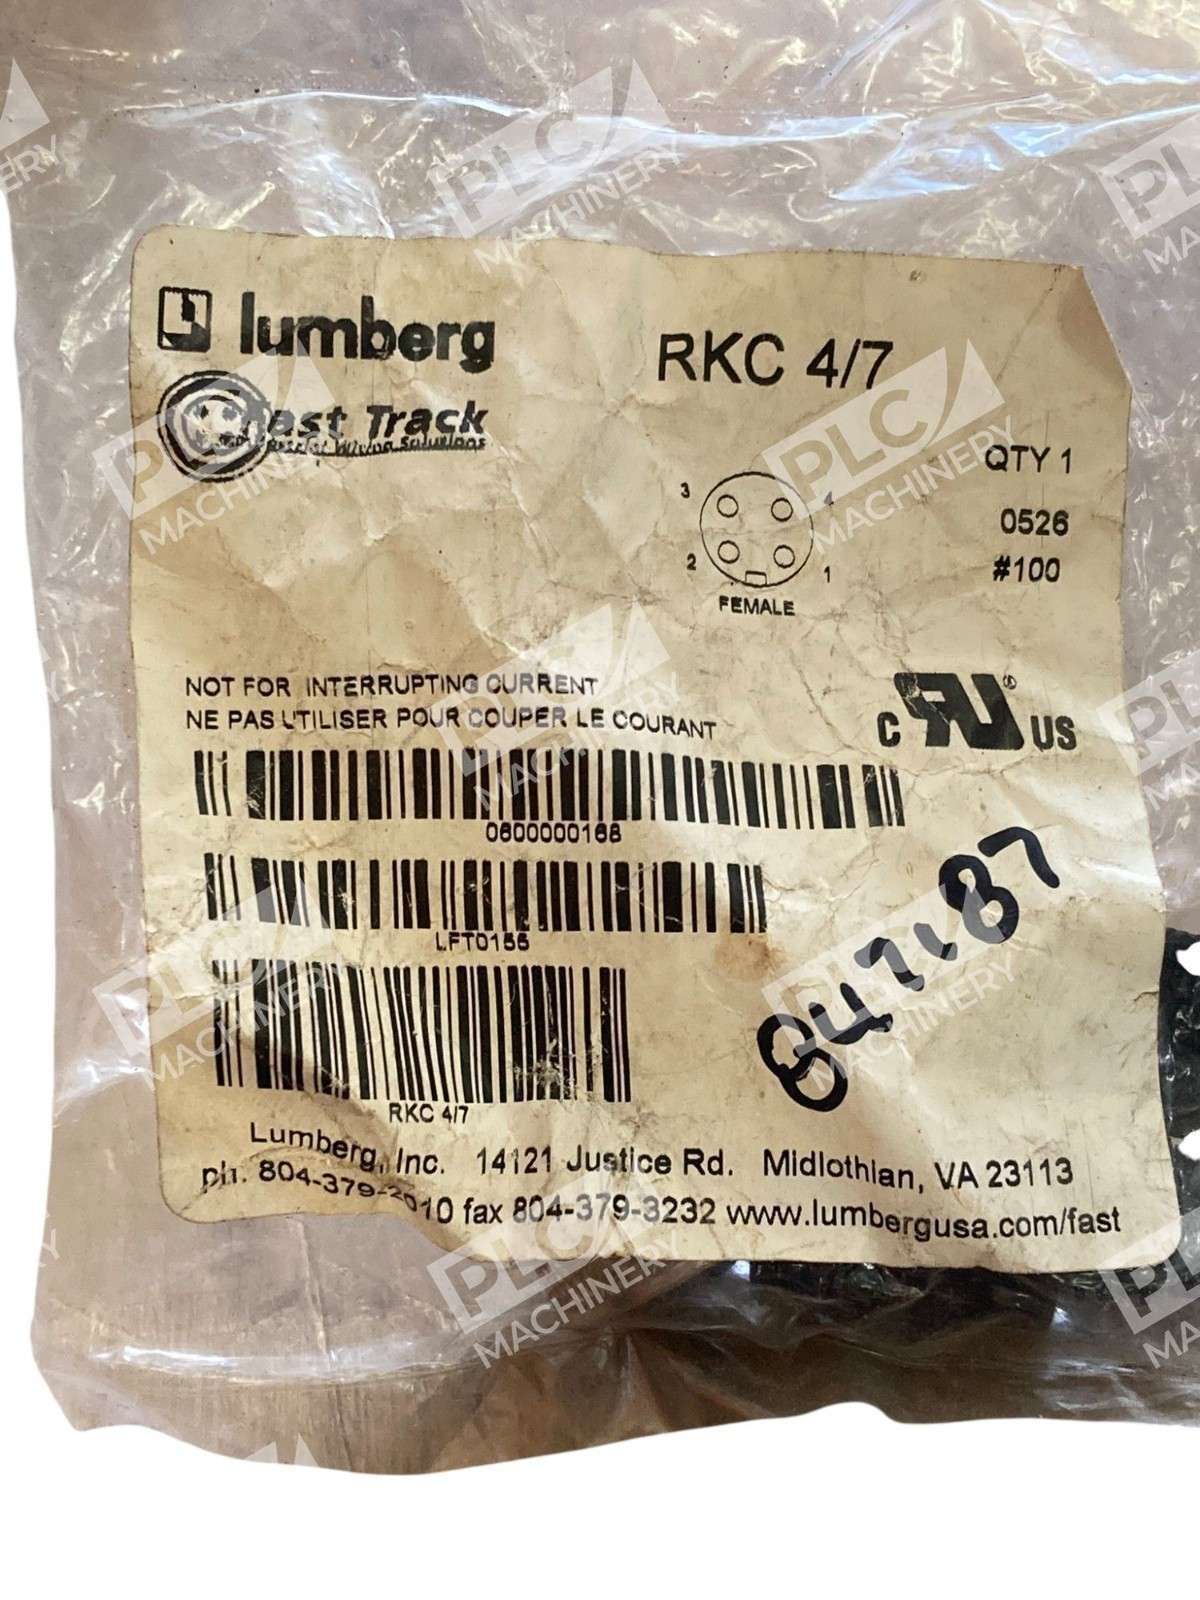 lumberg
RKC 4/7
Fast Track
QTY 1
3
4
0526
2
1
#100
FEMALE
NOT FOR INTERRUPTING CURRENT
NE PAS UTILISER POUR COUPER LE COURANT
C RU ® US
0600000168
LFT0156
RKC 4/7
Lumberg, Inc. 14121 Justice Rd. Midlothian, VA 23113
ph. 804-379-2010 fax 804-379-3232 www.lumbergusa.com/fast
PLC
MACHINERY